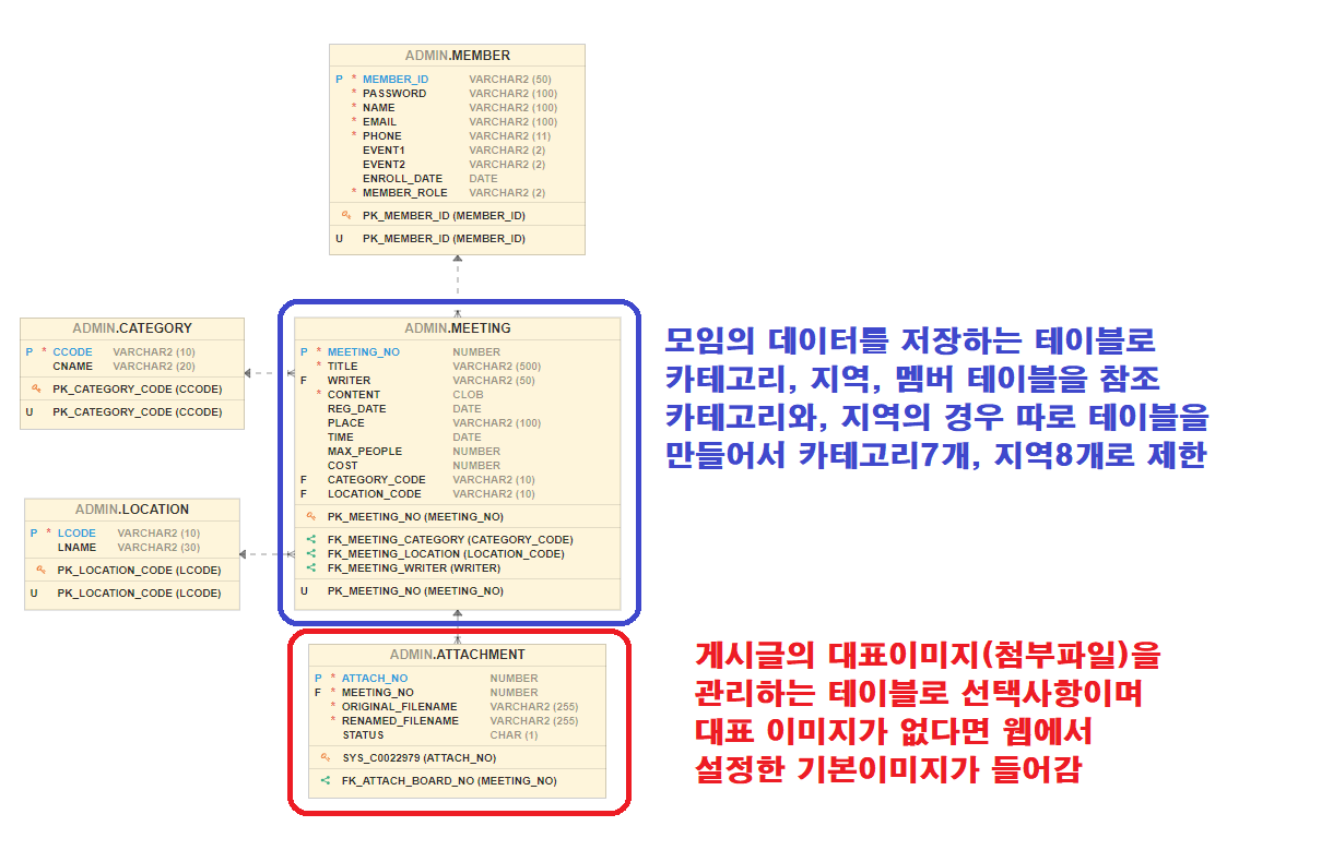 ADMIN.MEMBER
P * MEMBER_ID VARCHAR2 (50)
* PASSWORD VARCHAR2 (100)
* NAME VARCHAR2 (100)
* EMAIL VARCHAR2 (100)
* PHONE VARCHAR2 (11)
EVENT1 VARCHAR2 (2)
EVENT2 VARCHAR2 (2)
ENROLL_DATE DATE
* MEMBER_ROLE VARCHAR2 (2)
PK_MEMBER_ID (MEMBER_ID)
U PK_MEMBER_ID (MEMBER_ID)
ADMIN.CATEGORY
P * CCODE VARCHAR2 (10)
CNAME VARCHAR2 (20)
PK_CATEGORY_CODE (CCODE)
U PK_CATEGORY_CODE (CCODE)
ADMIN.LOCATION
P * LCODE VARCHAR2 (10)
LNAME VARCHAR2 (30)
PK_LOCATION_CODE (LCODE)
U PK_LOCATION_CODE (LCODE)
ADMIN.MEETING
P * MEETING_NO NUMBER
* TITLE VARCHAR2 (500)
F WRITER VARCHAR2 (50)
* CONTENT CLOB
REG_DATE DATE
PLACE VARCHAR2 (100)
TIME DATE
MAX_PEOPLE NUMBER
COST NUMBER
F CATEGORY_CODE VARCHAR2 (10)
F LOCATION_CODE VARCHAR2 (10)
PK_MEETING_NO (MEETING_NO)
FK_MEETING_CATEGORY (CATEGORY_CODE)
FK_MEETING_LOCATION (LOCATION_CODE)
FK_MEETING_WRITER (WRITER)
U PK_MEETING_NO (MEETING_NO)
모임의 데이터를 저장하는 테이블로
카테고리, 지역, 멤버 테이블을 참조
카테고리와, 지역의 경우 따로 테이블을
만들어서 카테고리7개, 지역8개로 제한
ADMIN.ATTACHMENT
P * ATTACH_NO NUMBER
F * MEETING_NO NUMBER
* ORIGINAL_FILENAME VARCHAR2 (255)
* RENAMED_FILENAME VARCHAR2 (255)
STATUS CHAR (1)
SYS_C0022979 (ATTACH_NO)
FK_ATTACH_BOARD_NO (MEETING_NO)
게시글의 대표이미지(첨부파일)을
관리하는 테이블로 선택사항이며
대표 이미지가 없다면 웹에서
설정한 기본이미지가 들어감